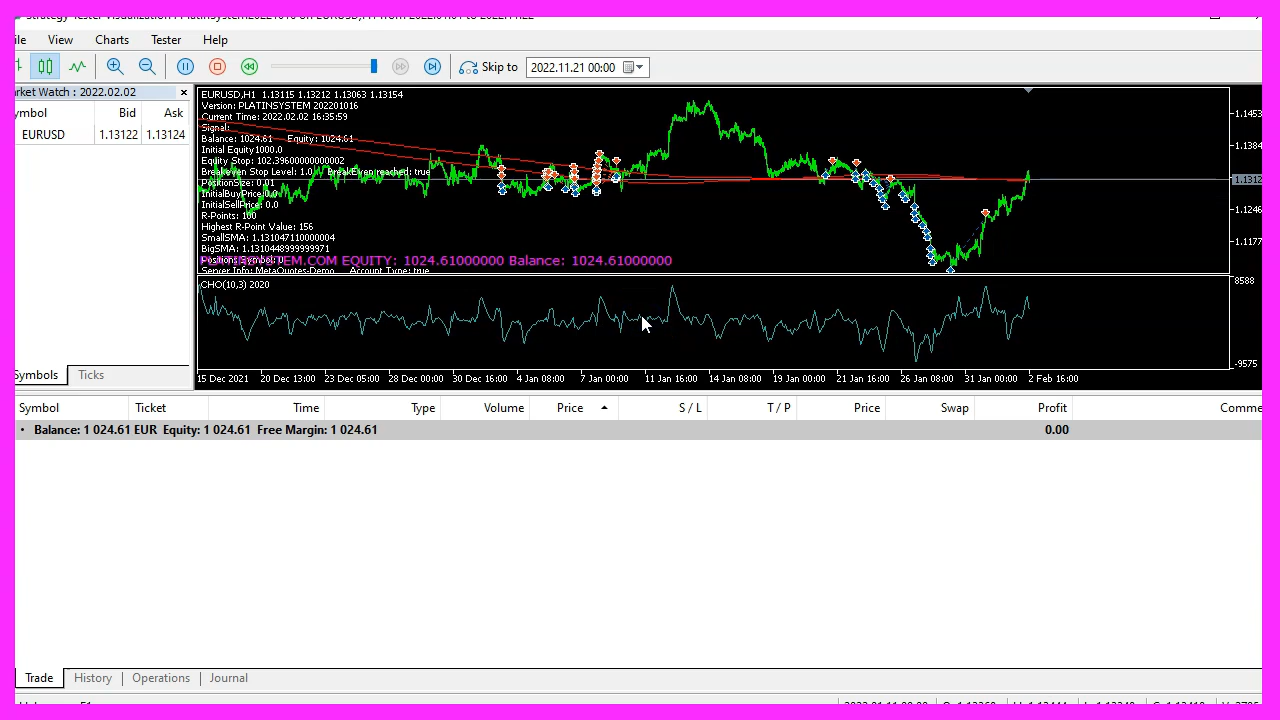 ile View Charts Tester Help
Skip to 2022.11.21 00:00
arket Watch : 2022.02.02
ymbol Bid Ask
EURUSD 1.13122 1.13124
Symbols Ticks
EURUSD,H1 1.13115 1.13212 1.13063 1.13154
Version: PLATINSYSTEM 202201016
Current Time: 2022.02.02 16:35:59
Signal:
Balance: 1024.61 Equity: 1024.61
Initial Equity1000.0
Equity Stop: 102.39600000000002
Breakeven Stop Level: 1.0 BreakEven reached: true
PositionSize: 0.01
InitialBuyPrice: 0.0
InitialSellPrice: 0.0
R-Points: 100
Highest R-Point Value: 156
SmallSMA: 1.131047110000004
BigSMA: 1.1310448999999971
EQUITY: 1024.61000000 Balance: 1024.61000000
Server Info: MetaQuotes-Demo Account Type: true
1.1453
1.1384
1.1312
1.1246
1.1177
CHO(10,3) 2020
8588
-9575
15 Dec 2021 20 Dec 13:00 23 Dec 05:00 28 Dec 00:00 30 Dec 16:00 4 Jan 08:00 7 Jan 00:00 11 Jan 16:00 14 Jan 08:00 19 Jan 00:00 21 Jan 16:00 26 Jan 08:00 31 Jan 00:00 2 Feb 16:00
Symbol Ticket Time Type Volume Price S / L T / P Price Swap Profit Comme
Balance: 1 024.61 EUR Equity: 1 024.61 Free Margin: 1 024.61 0.00
Trade History Operations Journal